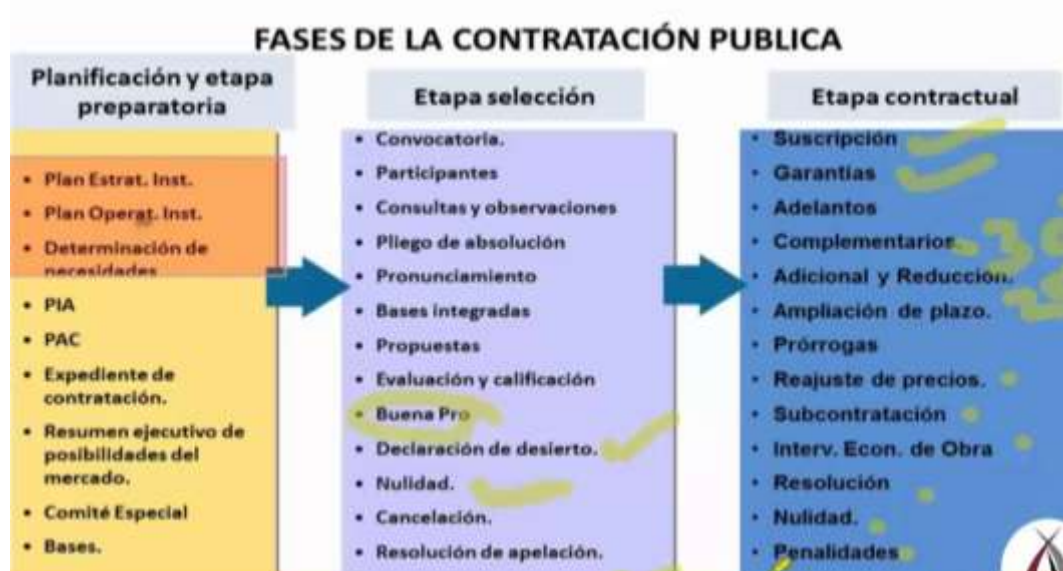 FASES DE LA CONTRATACIÓN PUBLICA
Planificación y etapa
preparatoria
• Plan Estrat. Inst.
• Plan Operat. Inst.
• Determinación de
necesidades
• PIA
• PAC
• Expediente de
contratación.
• Resumen ejecutivo de
posibilidades del
mercado.
• Comité Especial
• Bases.
Etapa selección
• Convocatoria.
• Participantes
• Consultas y observaciones
• Pliego de absolución
• Pronunciamiento
• Bases integradas
• Propuestas
• Evaluación y calificación
• Buena Pro
• Declaración de desierto.
• Nulidad.
• Cancelación.
• Resolución de apelación.
Etapa contractual
• Suscripción
• Garantías
• Adelantos
• Complementarios.
• Adicional y Reducción.
• Ampliación de plazo.
• Prórrogas
• Reajuste de precios.
• Subcontratación
• Interv. Econ. de Obra
• Resolución
• Nulidad.
• Penalidades